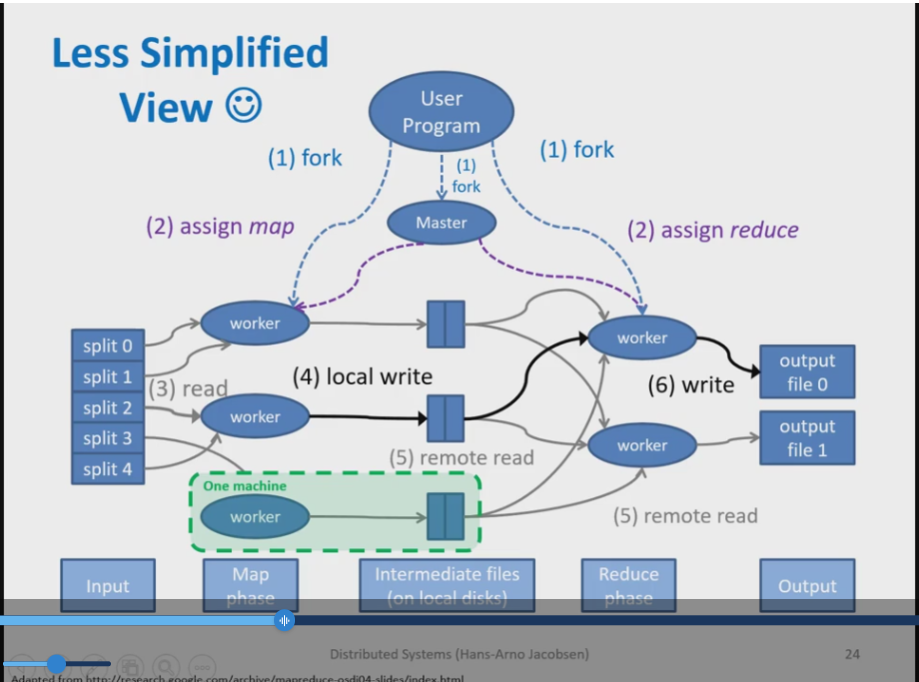 Less Simplified
View ☺
User
Program
(1) fork
(1)
fork
(1) fork
Master
(2) assign map
(2) assign reduce
worker
worker
split 0
split 1
split 2
split 3
split 4
(3) read
(4) local write
worker
(5) remote read
worker
(6) write
output
file 0
output
file 1
One machine
worker
(5) remote read
Input
Map
phase
Intermediate files
(on local disks)
Reduce
phase
Output
Distributed Systems (Hans-Arno Jacobsen)
24
Adapted from http://research.google.com/archive/mapreduce-osdi04-slides/index.html